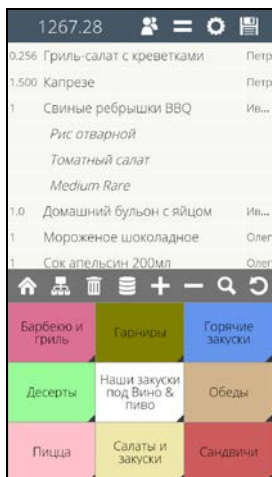 1267.28
0.256 Гриль-салат с креветками Петр
1.500 Капрезе Петр
1 Свиные ребрышки BBQ Ив...
Рис отварной
Томатный салат
Medium Rare
1.0 Домашний бульон с яйцом Ив...
1 Мороженое шоколадное Олег
1 Сок апельсин 200мл Олег
Барбекю и
гриль
Гарниры
Горячие
закуски
Десерты
Наши закуски
под Вино &
пиво
Обеды
Пицца
Салаты и
закуски
Сандвичи